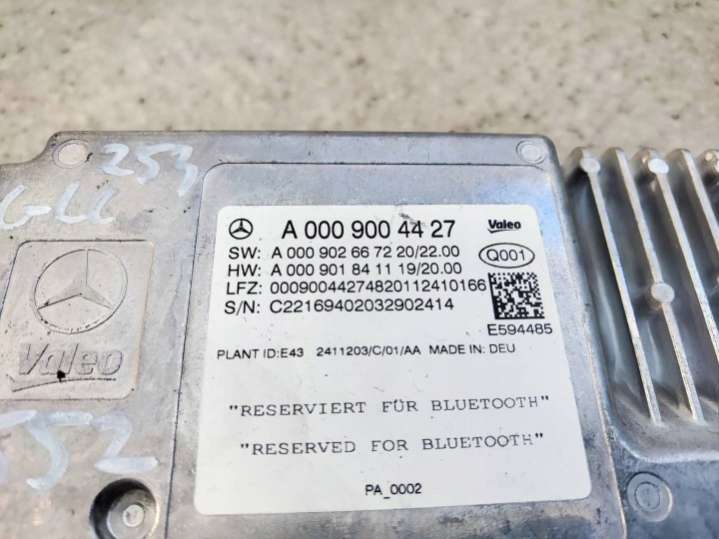 253
GLC
A 000 900 44 27
Valeo
SW: A 000 902 66 72 20/22.00
HW: A 000 901 84 11 19/20.00
Q001
LFZ: 00090044274820112410166
S/N: C22169402032902414
E594485
PLANT ID:E43 2411203/C/01/AA MADE IN: DEU
"RESERVIERT FÜR BLUETOOTH"
"RESERVED FOR BLUETOOTH"
PA_0002
Valeo
552